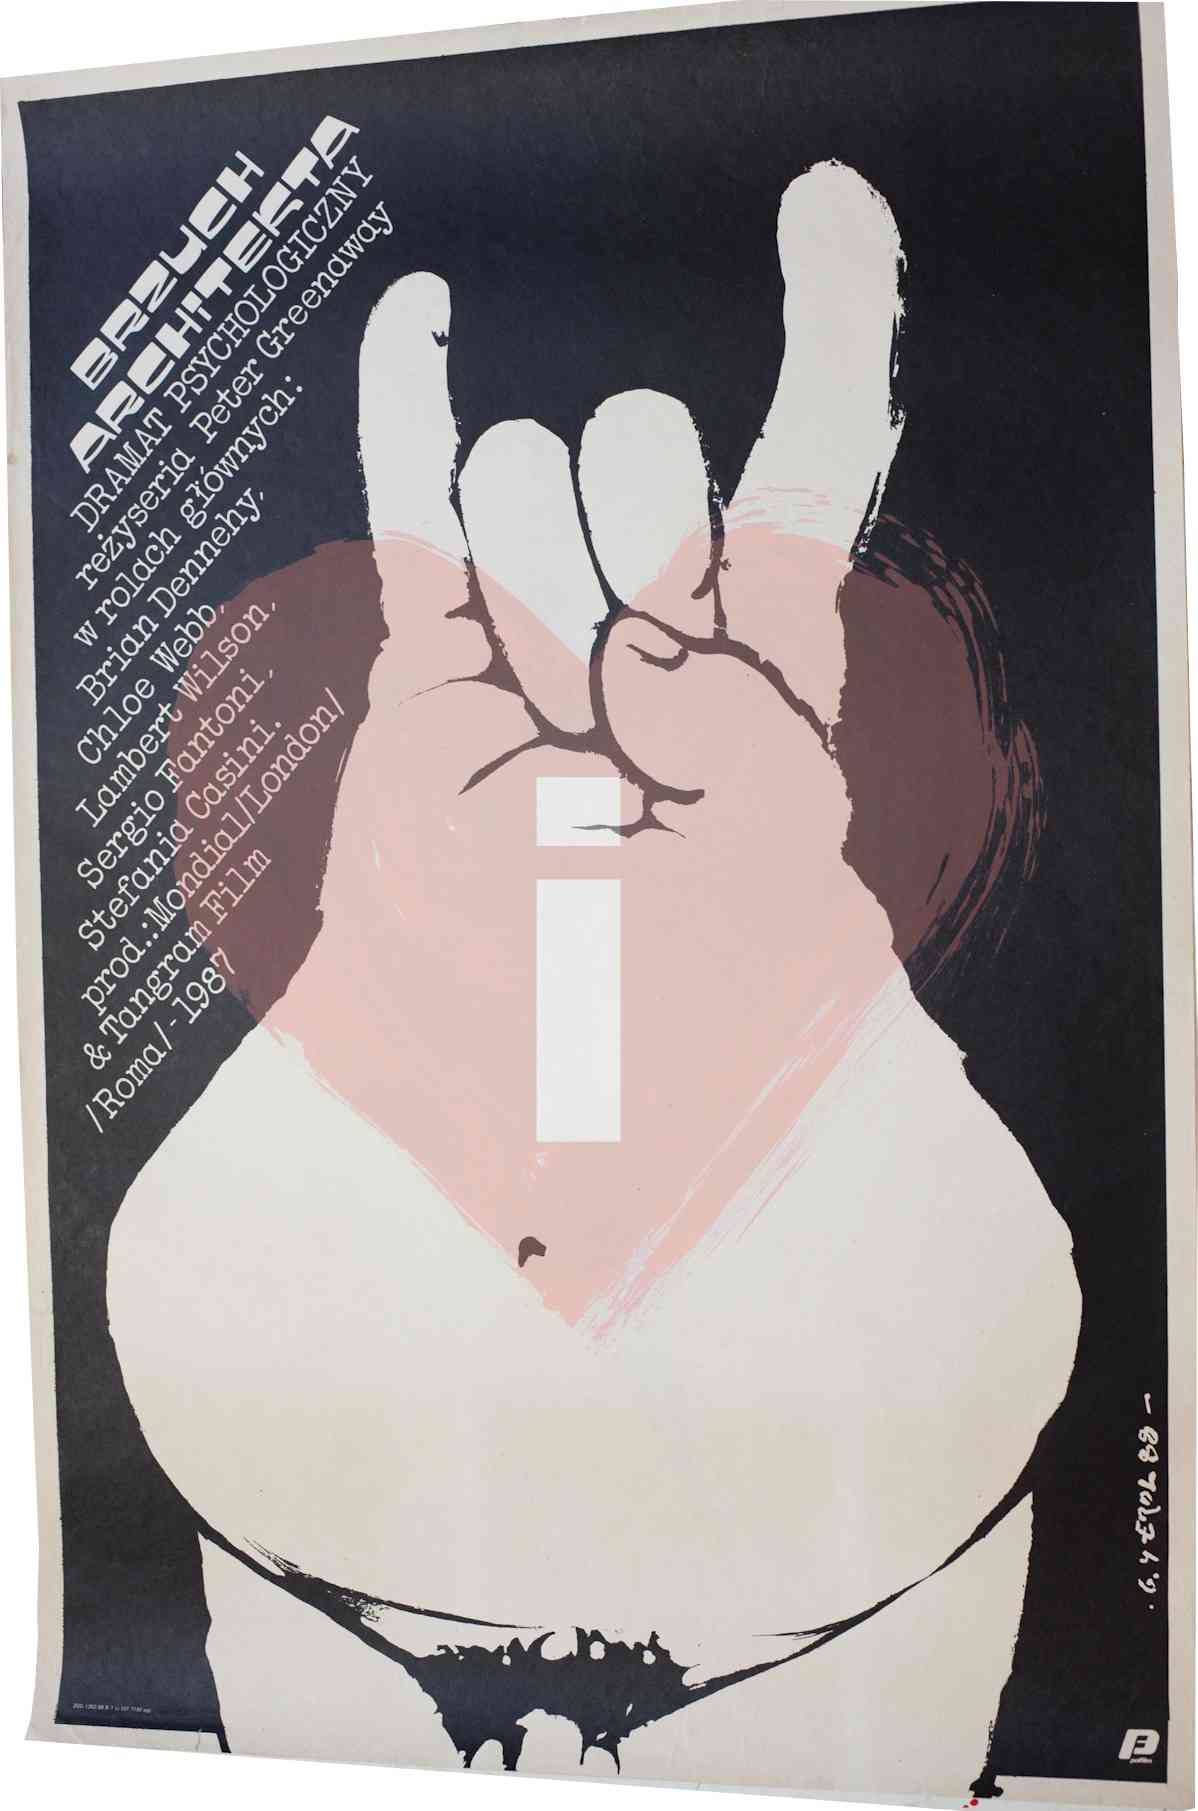 BRZUCH
ARCHITEKTA
DRAMAT PSYCHOLOGICZNY
reżyseria Peter Greenaway
w rolach głównych:
Brian Dennehy,
Chloe Webb,
Lambert Wilson,
Sergio Fantoni,
Stefania Casini.
prod.:Mondial/London/
& Tangram Film
/Roma/-1987
i
polfilm